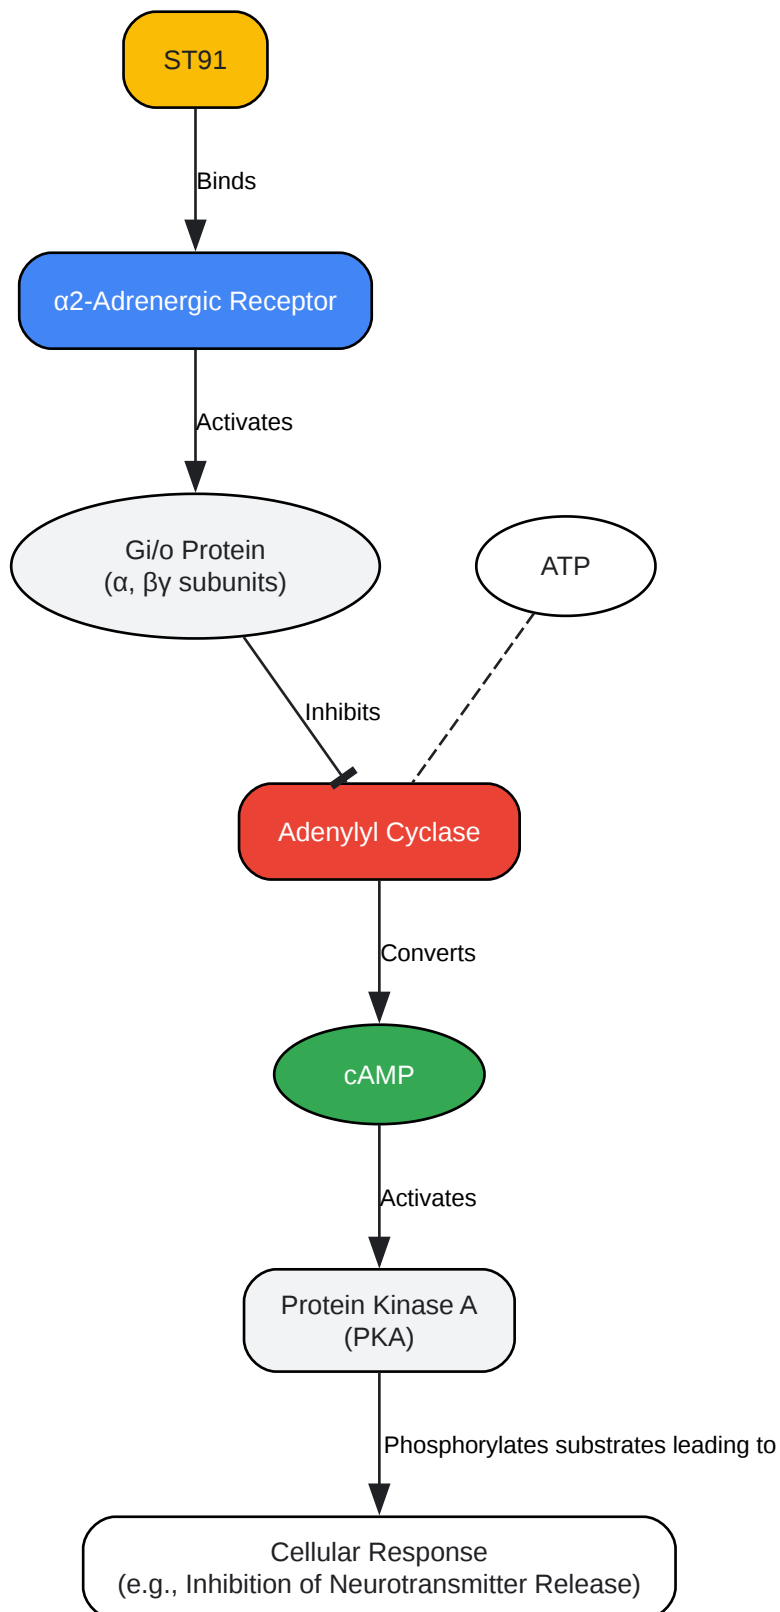 ST91
Binds
α2-Adrenergic Receptor
Activates
Gi/o Protein
(α, βγ subunits)
ATP
Inhibits
Adenylyl Cyclase
Converts
cAMP
Activates
Protein Kinase A
(PKA)
Phosphorylates substrates leading to
Cellular Response
(e.g., Inhibition of Neurotransmitter Release)